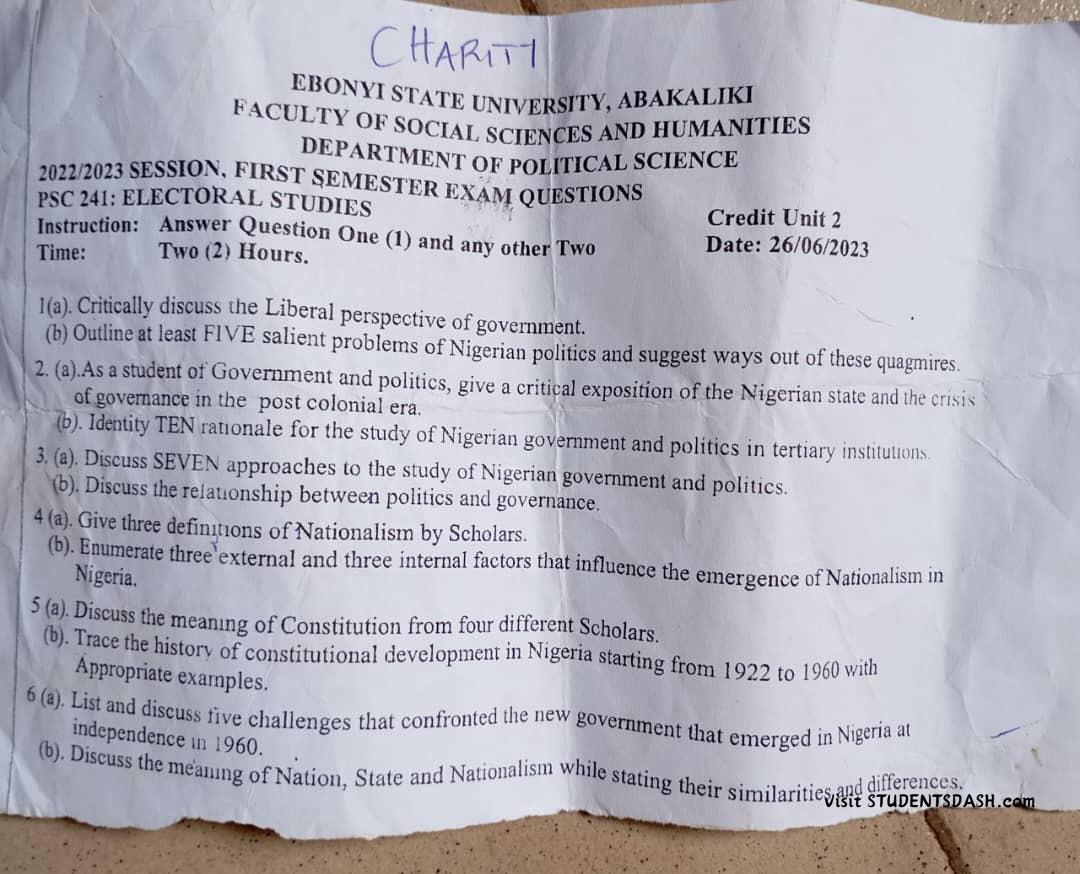 CHARITY
EBONYI STATE UNIVERSITY, ABAKALIKI
FACULTY OF SOCIAL SCIENCES AND HUMANITIES
DEPARTMENT OF POLITICAL SCIENCE
2022/2023 SESSION, FIRST SEMESTER EXAM QUESTIONS
PSC 241: ELECTORAL STUDIES Credit Unit 2
Instruction: Answer Question One (1) and any other Two Date: 26/06/2023
Time: Two (2) Hours.
1(a). Critically discuss the Liberal perspective of government.
(b) Outline at least FIVE salient problems of Nigerian politics and suggest ways out of these quagmires.
2. (a).As a student of Government and politics, give a critical exposition of the Nigerian state and the crisis
of governance in the post colonial era.
(b). Identity TEN rationale for the study of Nigerian government and politics in tertiary institutions.
3. (a). Discuss SEVEN approaches to the study of Nigerian government and politics.
(b). Discuss the relationship between politics and governance.
4 (a). Give three definitions of Nationalism by Scholars.
(b). Enumerate three external and three internal factors that influence the emergence of Nationalism in
Nigeria.
5 (a). Discuss the meaning of Constitution from four different Scholars.
(b). Trace the history of constitutional development in Nigeria starting from 1922 to 1960 with
Appropriate examples.
6 (a). List and discuss five challenges that confronted the new government that emerged in Nigeria at
independence in 1960.
(b). Discuss the meaning of Nation, State and Nationalism while stating their similarities and differences.
Visit STUDENTSDASH.com